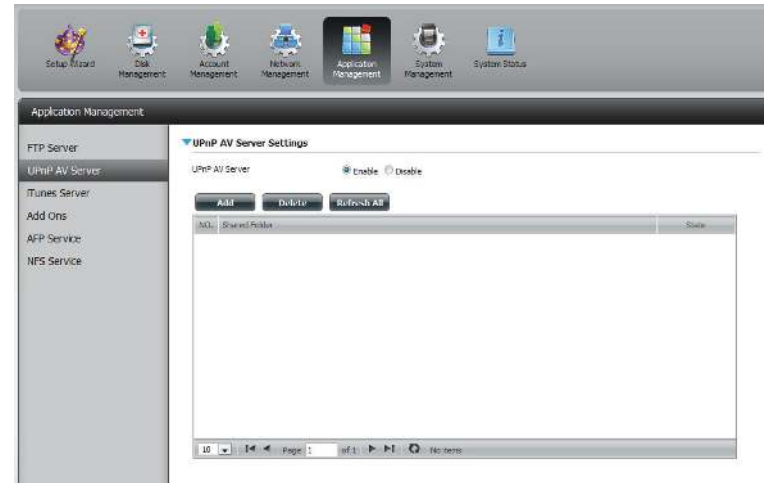 Setup Wizard
Disk Management
Account Management
Network Management
Application Management
System Management
System Status
Application Management
FTP Server
UPnP AV Server
iTunes Server
Add Ons
AFP Service
NFS Service
UPnP AV Server Settings
UPnP AV Server Enable Disable
Add Delete Refresh All
NO. Shared Folder State
10 Page 1 of 1 No items